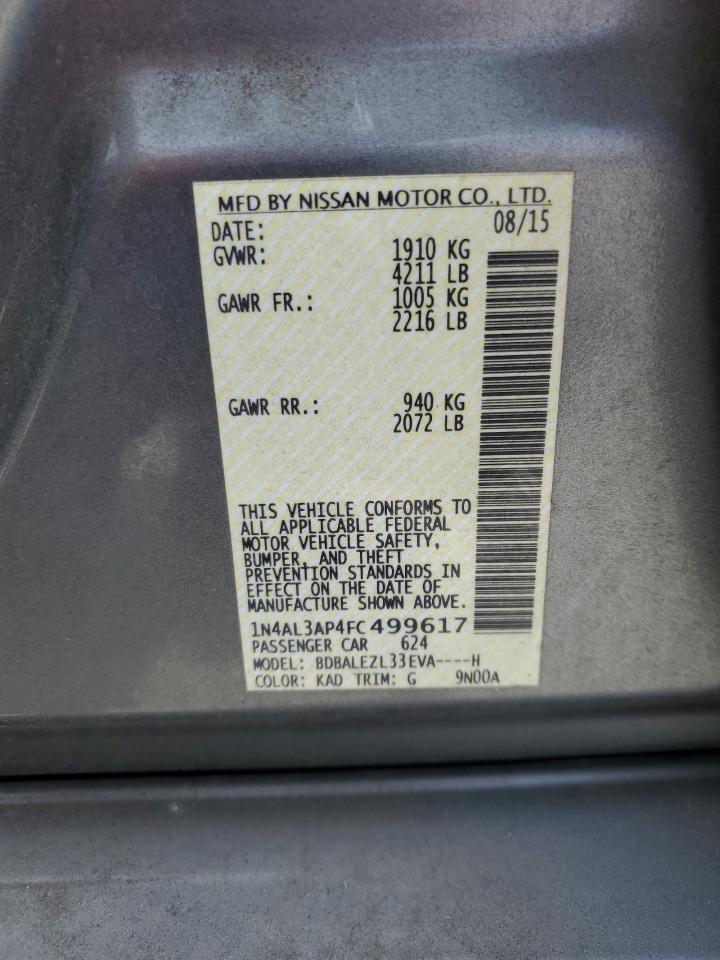 MFD BY NISSAN MOTOR CO., LTD.
DATE: 08/15
GVWR: 1910 KG
4211 LB
GAWR FR.: 1005 KG
2216 LB
GAWR RR.: 940 KG
2072 LB
THIS VEHICLE CONFORMS TO
ALL APPLICABLE FEDERAL
MOTOR VEHICLE SAFETY,
BUMPER, AND THEFT
PREVENTION STANDARDS IN
EFFECT ON THE DATE OF
MANUFACTURE SHOWN ABOVE.
1N4AL3AP4FC499617
PASSENGER CAR 624
MODEL: BDBALEZL33EVA----H
COLOR: KAD TRIM: G 9N00A